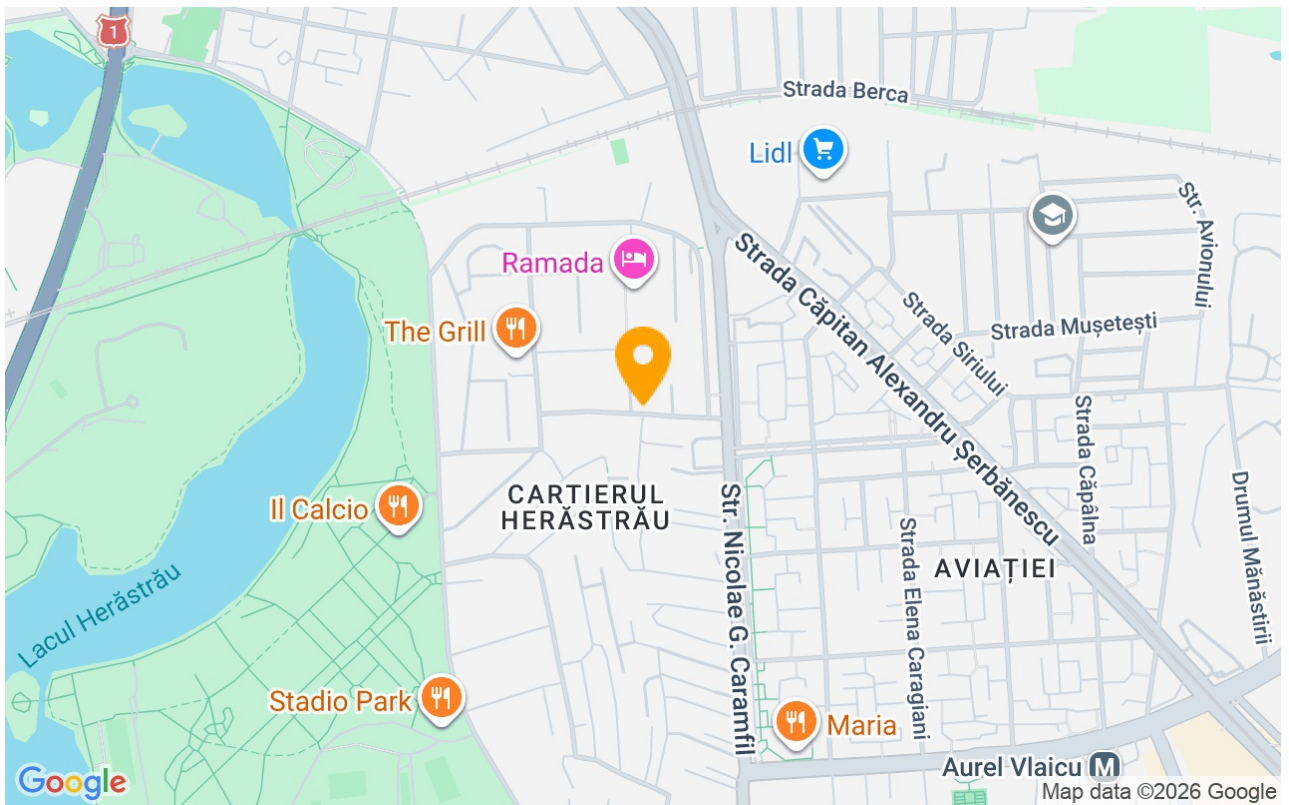 1
Strada Berca
Lidl
Str. Avionului
Ramada
Strada Căpitan Alexandru Șerbănescu
The Grill
Strada Siriului
Strada Mușetești
Strada Căpâlna
Il Calcio
CARTIERUL
HERĂSTRĂU
Str. Nicolae G. Caramfil
Strada Elena Caragiani
AVIAȚIEI
Drumul Mănăstirii
Lacul Herăstrău
Stadio Park
Maria
Aurel Vlaicu M
Google
Map data ©2026 Google